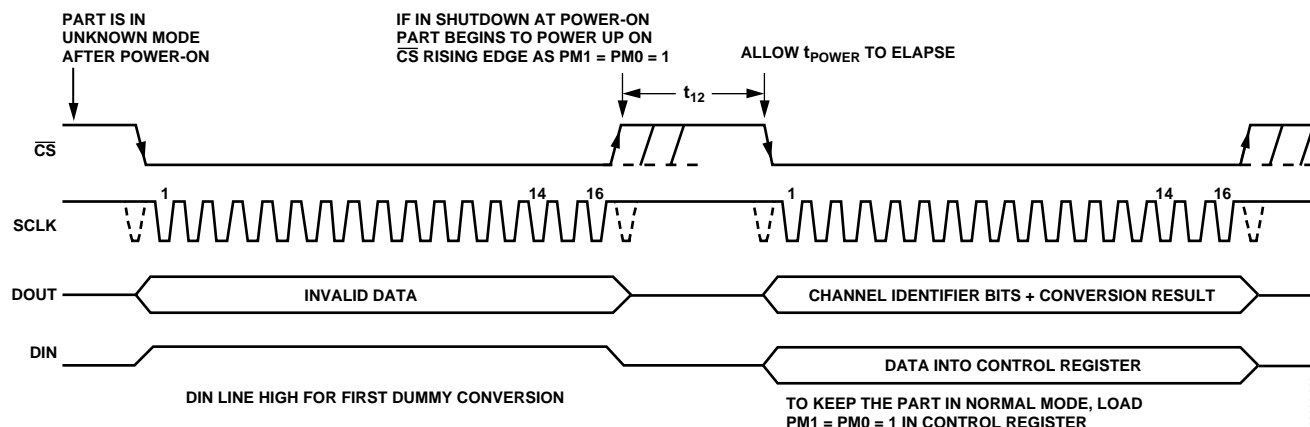 PART IS IN
UNKNOWN MODE
AFTER POWER-ON
IF IN SHUTDOWN AT POWER-ON
PART BEGINS TO POWER UP ON
CS RISING EDGE AS PM1 = PM0 = 1
ALLOW tPOWER TO ELAPSE
t12
CS
1 14 16 1 14 16
SCLK
DOUT INVALID DATA CHANNEL IDENTIFIER BITS + CONVERSION RESULT
DIN DATA INTO CONTROL REGISTER
DIN LINE HIGH FOR FIRST DUMMY CONVERSION
TO KEEP THE PART IN NORMAL MODE, LOAD
PM1 = PM0 = 1 IN CONTROL REGISTER